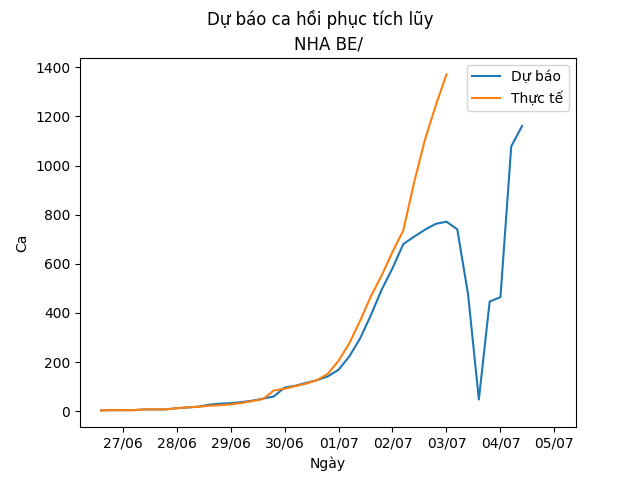 Dự báo ca hồi phục tích lũy
NHA BE/
Dự báo
Thực tế
1400
1200
1000
800
600
400
200
0
Ca
27/06 28/06 29/06 30/06 01/07 02/07 03/07 04/07 05/07
Ngày